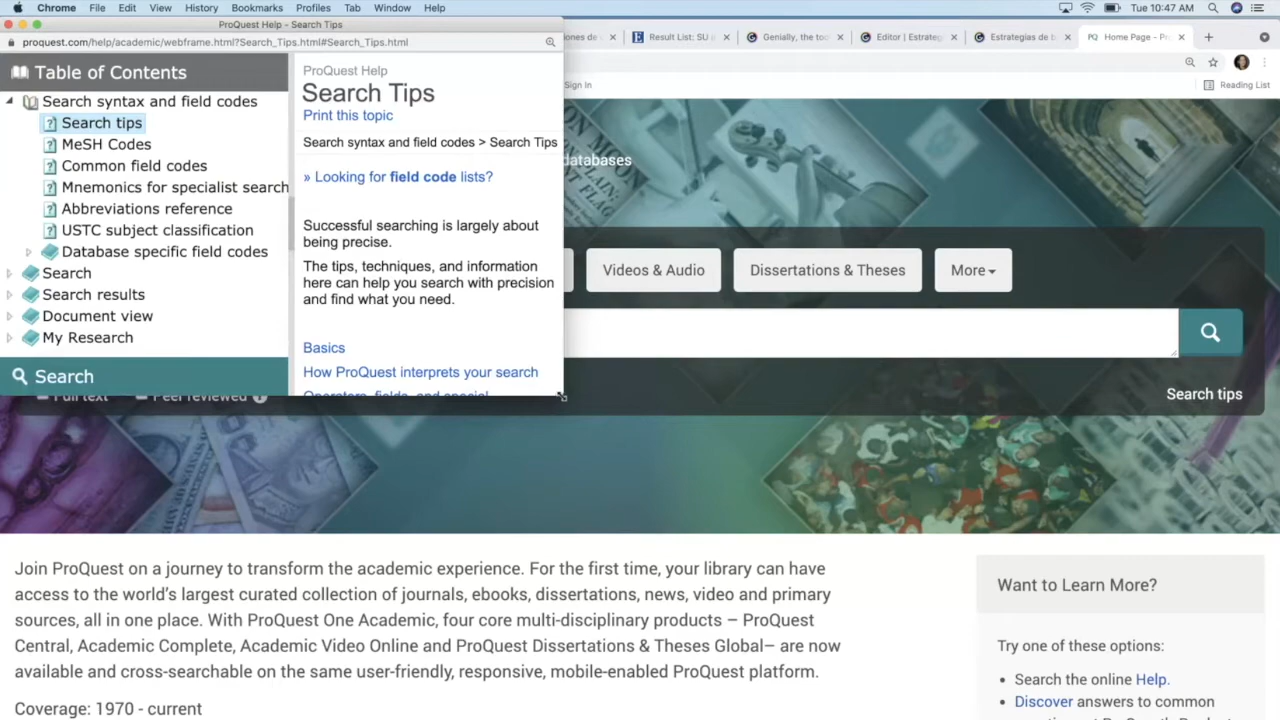 Chrome File Edit View History Bookmarks Profiles Tab Window Help Tue 10:47 AM
ProQuest Help - Search Tips
proquest.com/help/academic/webframe.html?Search_Tips.html#Search_Tips.html
Result List: SU Genially, the too Editor | Estrateg Estrategias de b PQ Home Page - Pr
Sign In Reading List
Table of Contents
Search syntax and field codes
Search tips
MeSH Codes
Common field codes
Mnemonics for specialist search
Abbreviations reference
USTC subject classification
Database specific field codes
Search
Search results
Document view
My Research
Search
ProQuest Help
Search Tips
Print this topic
Search syntax and field codes > Search Tips
» Looking for field code lists?
Successful searching is largely about
being precise.
The tips, techniques, and information
here can help you search with precision
and find what you need.
Basics
How ProQuest interprets your search
Operators, fields, and special
databases
Videos & Audio Dissertations & Theses More
Full text Peer reviewed
Search tips
Join ProQuest on a journey to transform the academic experience. For the first time, your library can have
access to the world's largest curated collection of journals, ebooks, dissertations, news, video and primary
sources, all in one place. With ProQuest One Academic, four core multi-disciplinary products – ProQuest
Central, Academic Complete, Academic Video Online and ProQuest Dissertations & Theses Global– are now
available and cross-searchable on the same user-friendly, responsive, mobile-enabled ProQuest platform.
Coverage: 1970 - current
Want to Learn More?
Try one of these options:
• Search the online Help.
• Discover answers to common